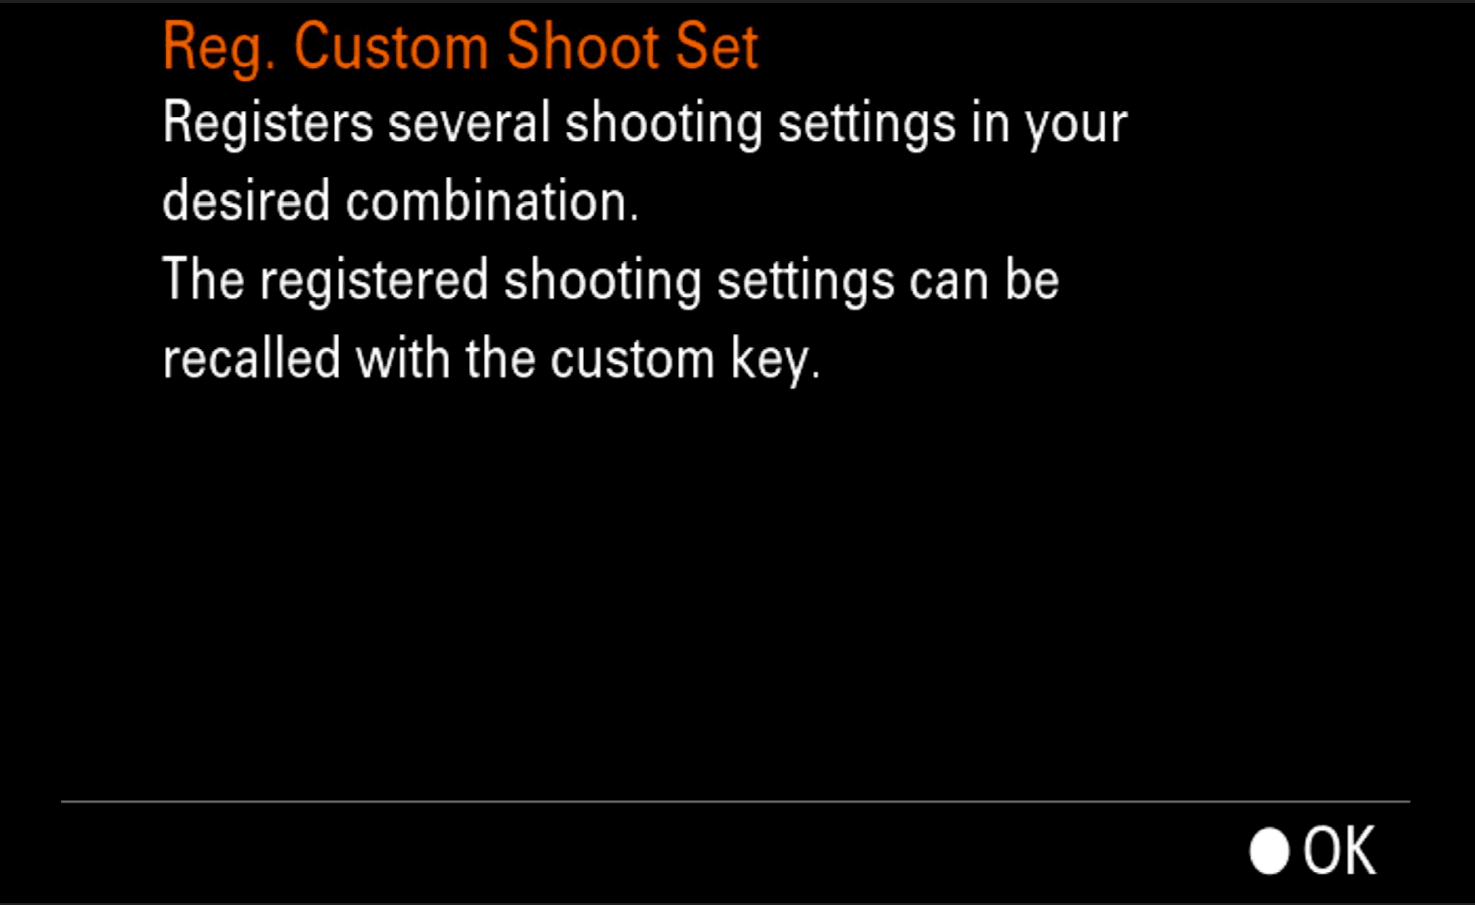 Reg. Custom Shoot Set
Registers several shooting settings in your
desired combination.
The registered shooting settings can be
recalled with the custom key.
OK